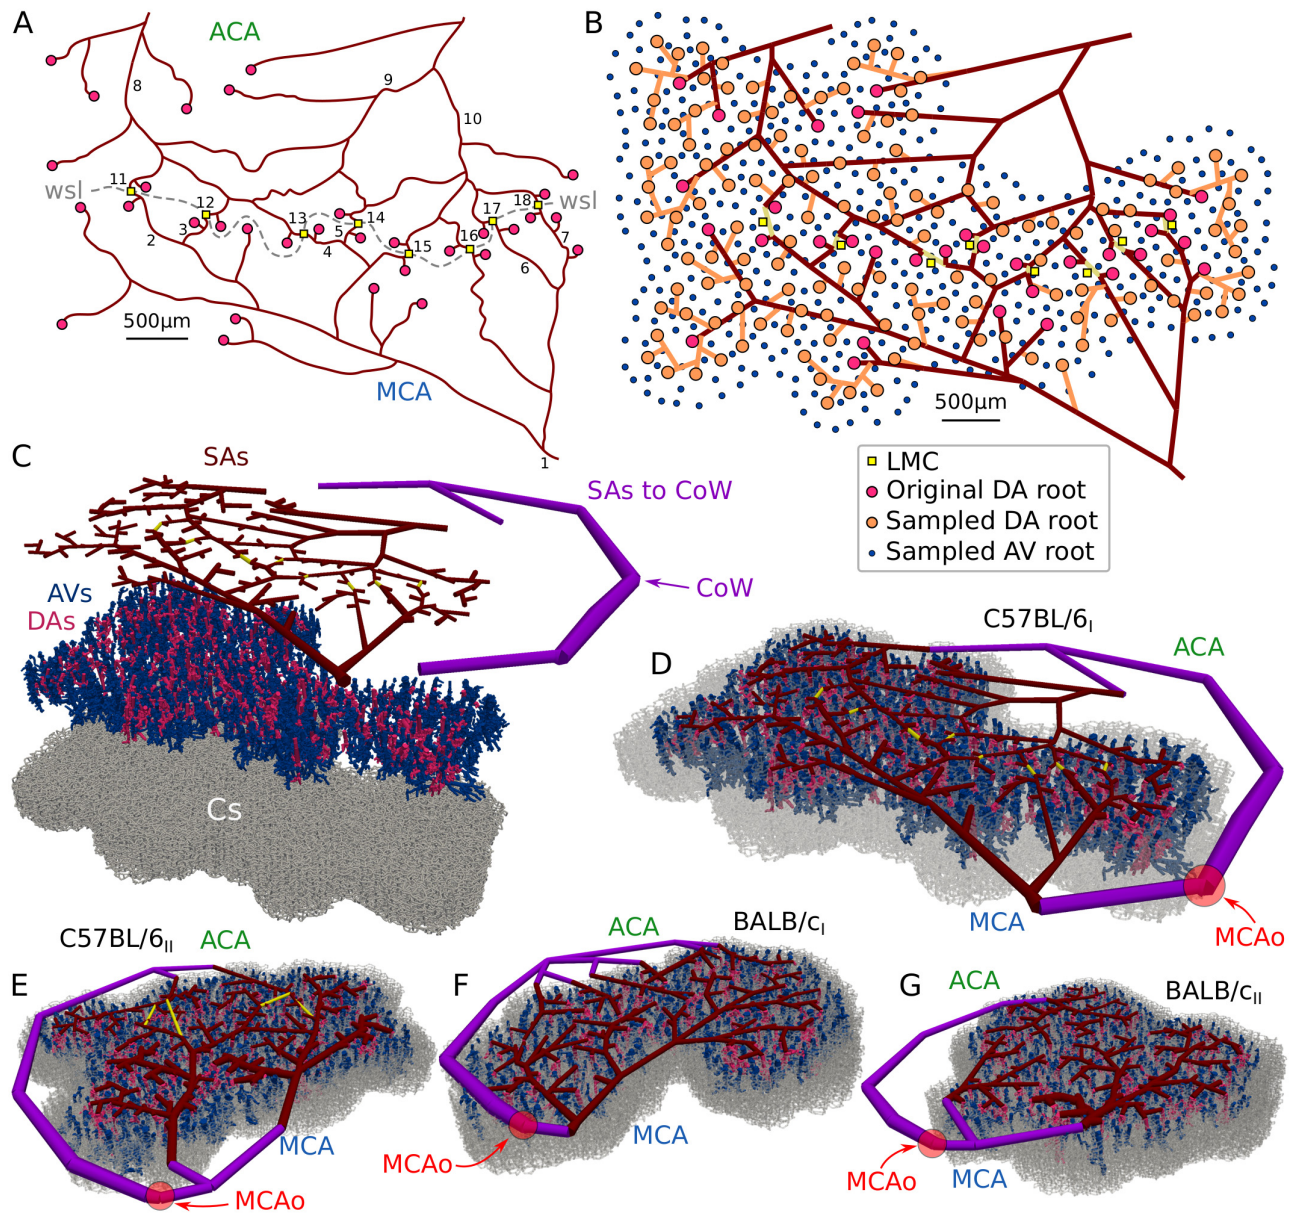 A
ACA
8
9
10
wsl
11
12
13
14
15
16
17
18
wsl
2
3
4
5
6
7
500μm
MCA
1
B
500μm
LMC
Original DA root
Sampled DA root
Sampled AV root
C
SAs
SAs to CoW
CoW
AVs
DAs
Cs
D
C57BL/6I
ACA
MCA
MCAo
E
C57BL/6II
ACA
MCA
MCAo
F
ACA
BALB/cI
MCAo
MCA
G
ACA
BALB/cII
MCAo
MCA